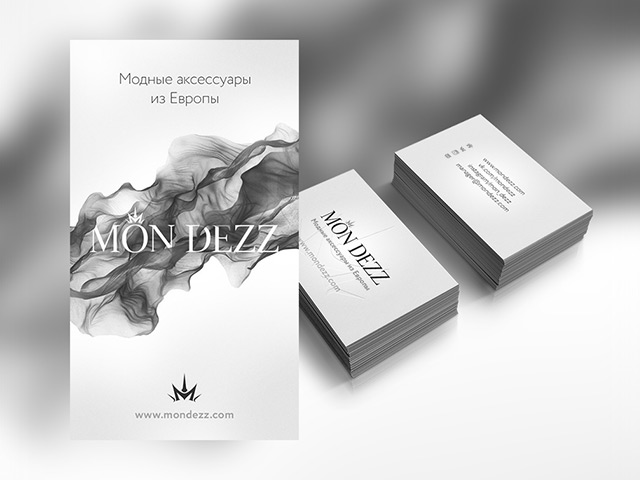 Модные аксессуары
из Европы
MON DEZZ
www.mondezz.com
MON DEZZ
Модные аксессуары из Европы
www.mondezz.com
www.mondezz.com
vk.com/mondezz
instagram/mon_dezz
manager@mondezz.com